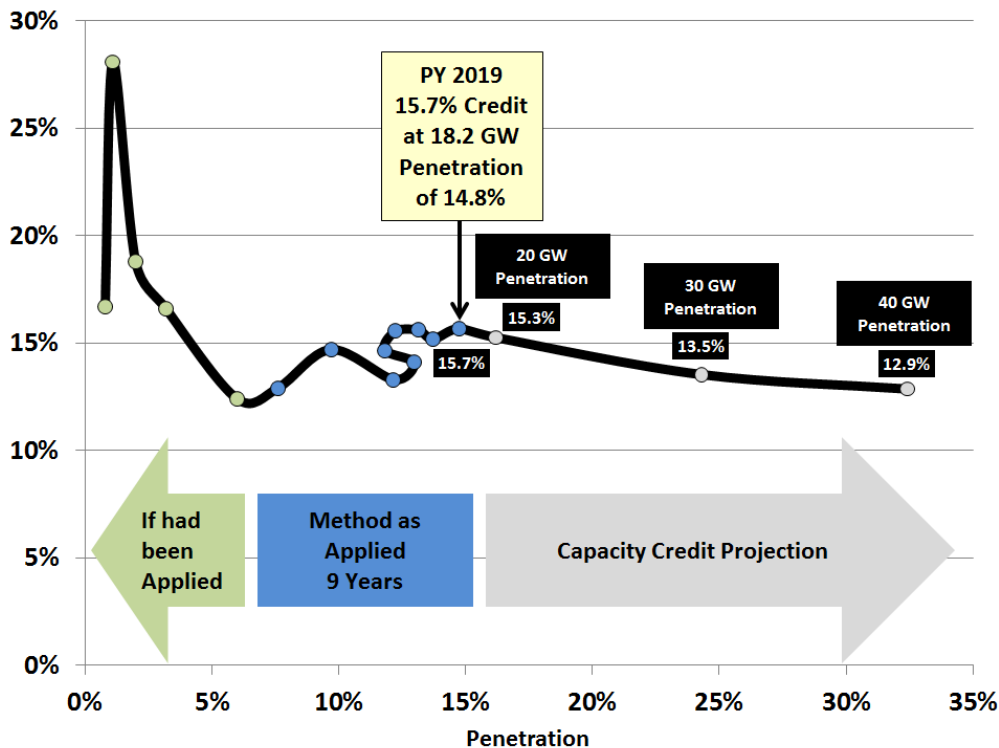 30%
25%
20%
15%
10%
5%
0%
PY 2019
15.7% Credit
at 18.2 GW
Penetration
of 14.8%
20 GW
Penetration
15.3%
15.7%
30 GW
Penetration
13.5%
40 GW
Penetration
12.9%
If had
been
Applied
Method as
Applied
9 Years
Capacity Credit Projection
0% 5% 10% 15% 20% 25% 30% 35%
Penetration